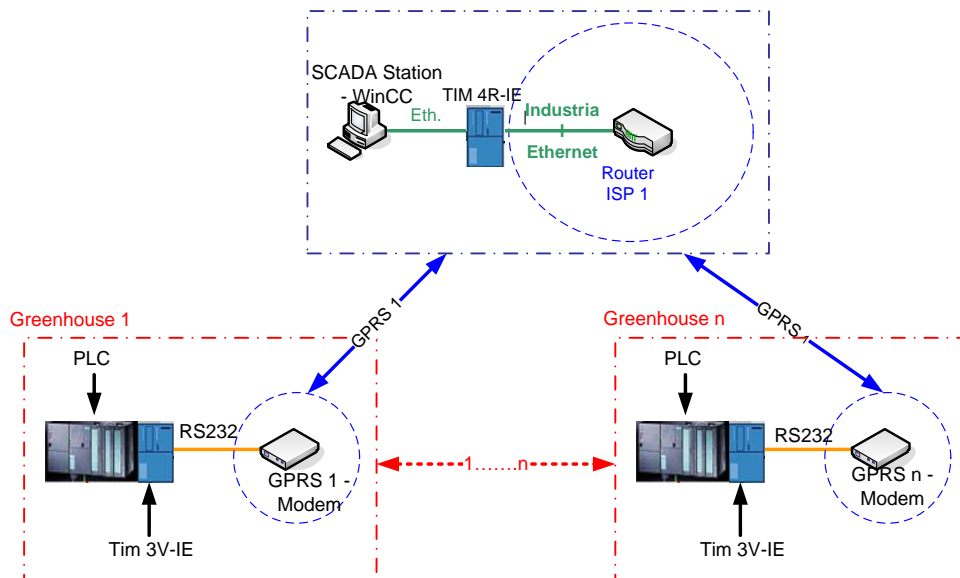 SCADA Station
- WinCC
TIM 4R-IE
Eth.
Industria
l
Ethernet
Router
ISP 1
GPRS 1
GPRS 1
Greenhouse 1
PLC
RS232
GPRS 1 -
Modem
Tim 3V-IE
1.......n
Greenhouse n
PLC
RS232
GPRS n -
Modem
Tim 3V-IE